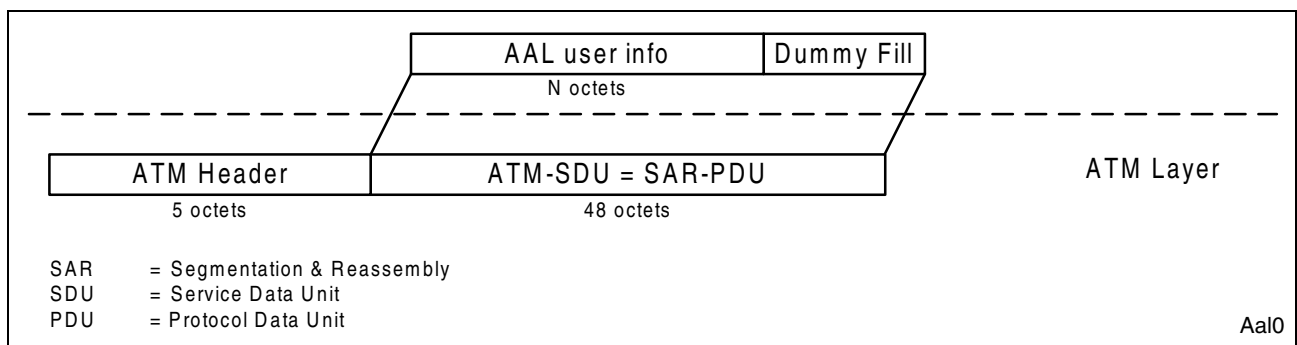 AAL user info Dummy Fill
N octets
ATM Header ATM-SDU = SAR-PDU ATM Layer
5 octets 48 octets
SAR = Segmentation & Reassembly
SDU = Service Data Unit
PDU = Protocol Data Unit
Aal0